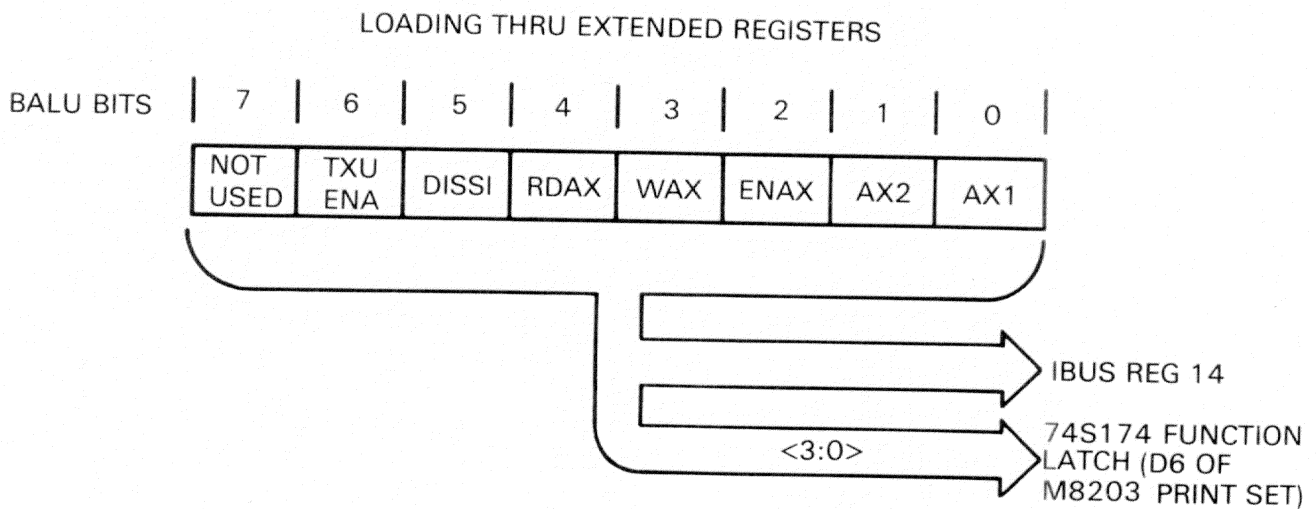 LOADING THRU EXTENDED REGISTERS
BALU BITS 7 6 5 4 3 2 1 0
NOT USED TXU ENA DISSI RDAX WAX ENAX AX2 AX1
IBUS REG 14
<3:0>
74S174 FUNCTION
LATCH (D6 OF
M8203 PRINT SET)